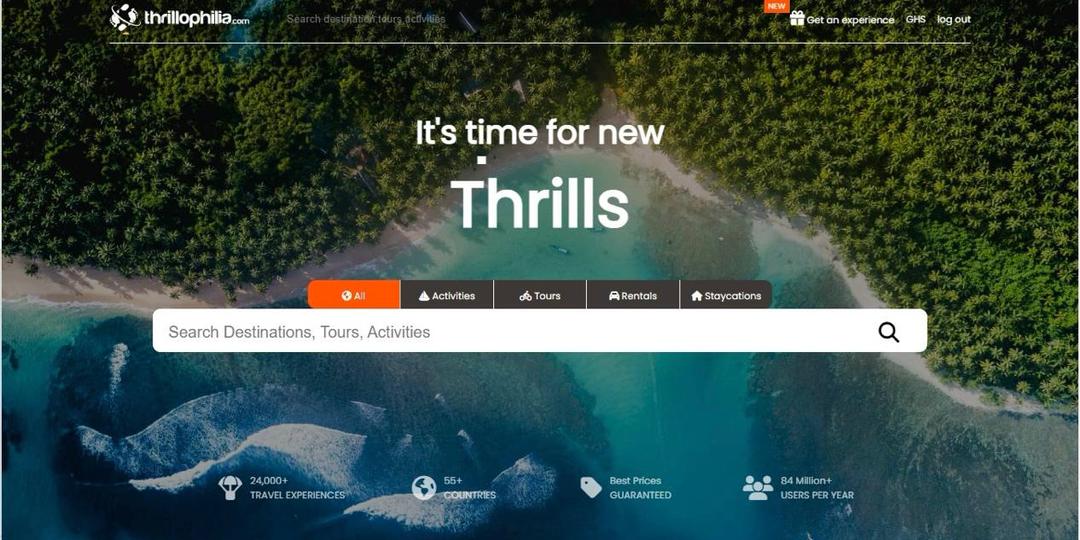 thrillophilia.com
Search destination,tours,activities
NEW
Get an experience
GHS
log out
It's time for new
Thrills
All
Activities
Tours
Rentals
Staycations
Search Destinations, Tours, Activities
24,000+
TRAVEL EXPERIENCES
55+
COUNTRIES
Best Prices
GUARANTEED
84 Million+
USERS PER YEAR